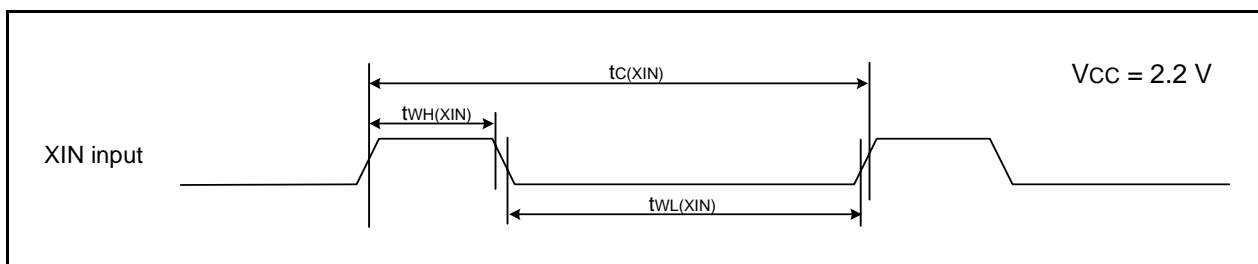 tC(XIN)
VCC = 2.2 V
tWH(XIN)
XIN input
tWL(XIN)